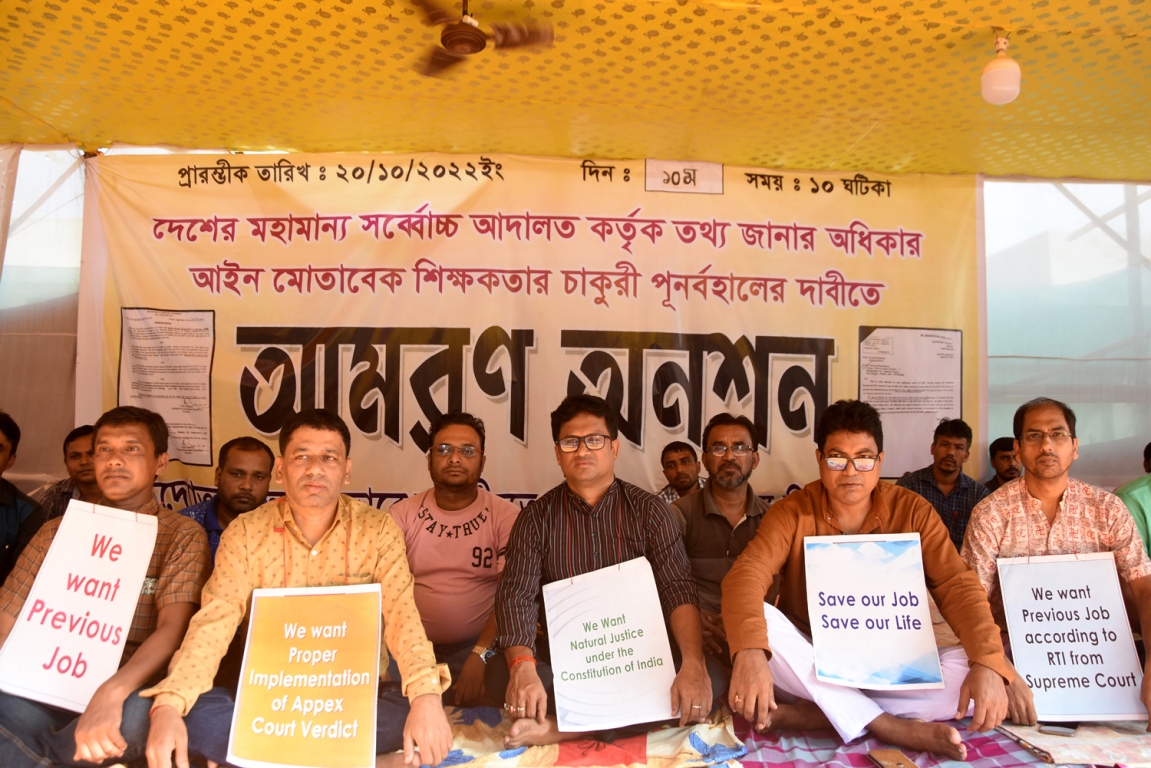 প্রারম্ভীক তারিখ : ২০/১০/২০২২ইং দিন : ১০ম সময় : ১০ ঘটিকা
দেশের মহামান্য সর্ব্বোচ্চ আদালত কর্তৃক তথ্য জানার অধিকার
আইন মোতাবেক শিক্ষকতার চাকুরী পূনর্বহালের দাবীতে
আমরণ অনশন
STAY TRUE
92
We
want
Previous
Job
We want
Proper
Implementation
of Appex
Court Verdict
We Want
Natural Justice
under the
Constitution of India
Save our Job
Save our Life
We want
Previous Job
according to
RTI from
Supreme Court